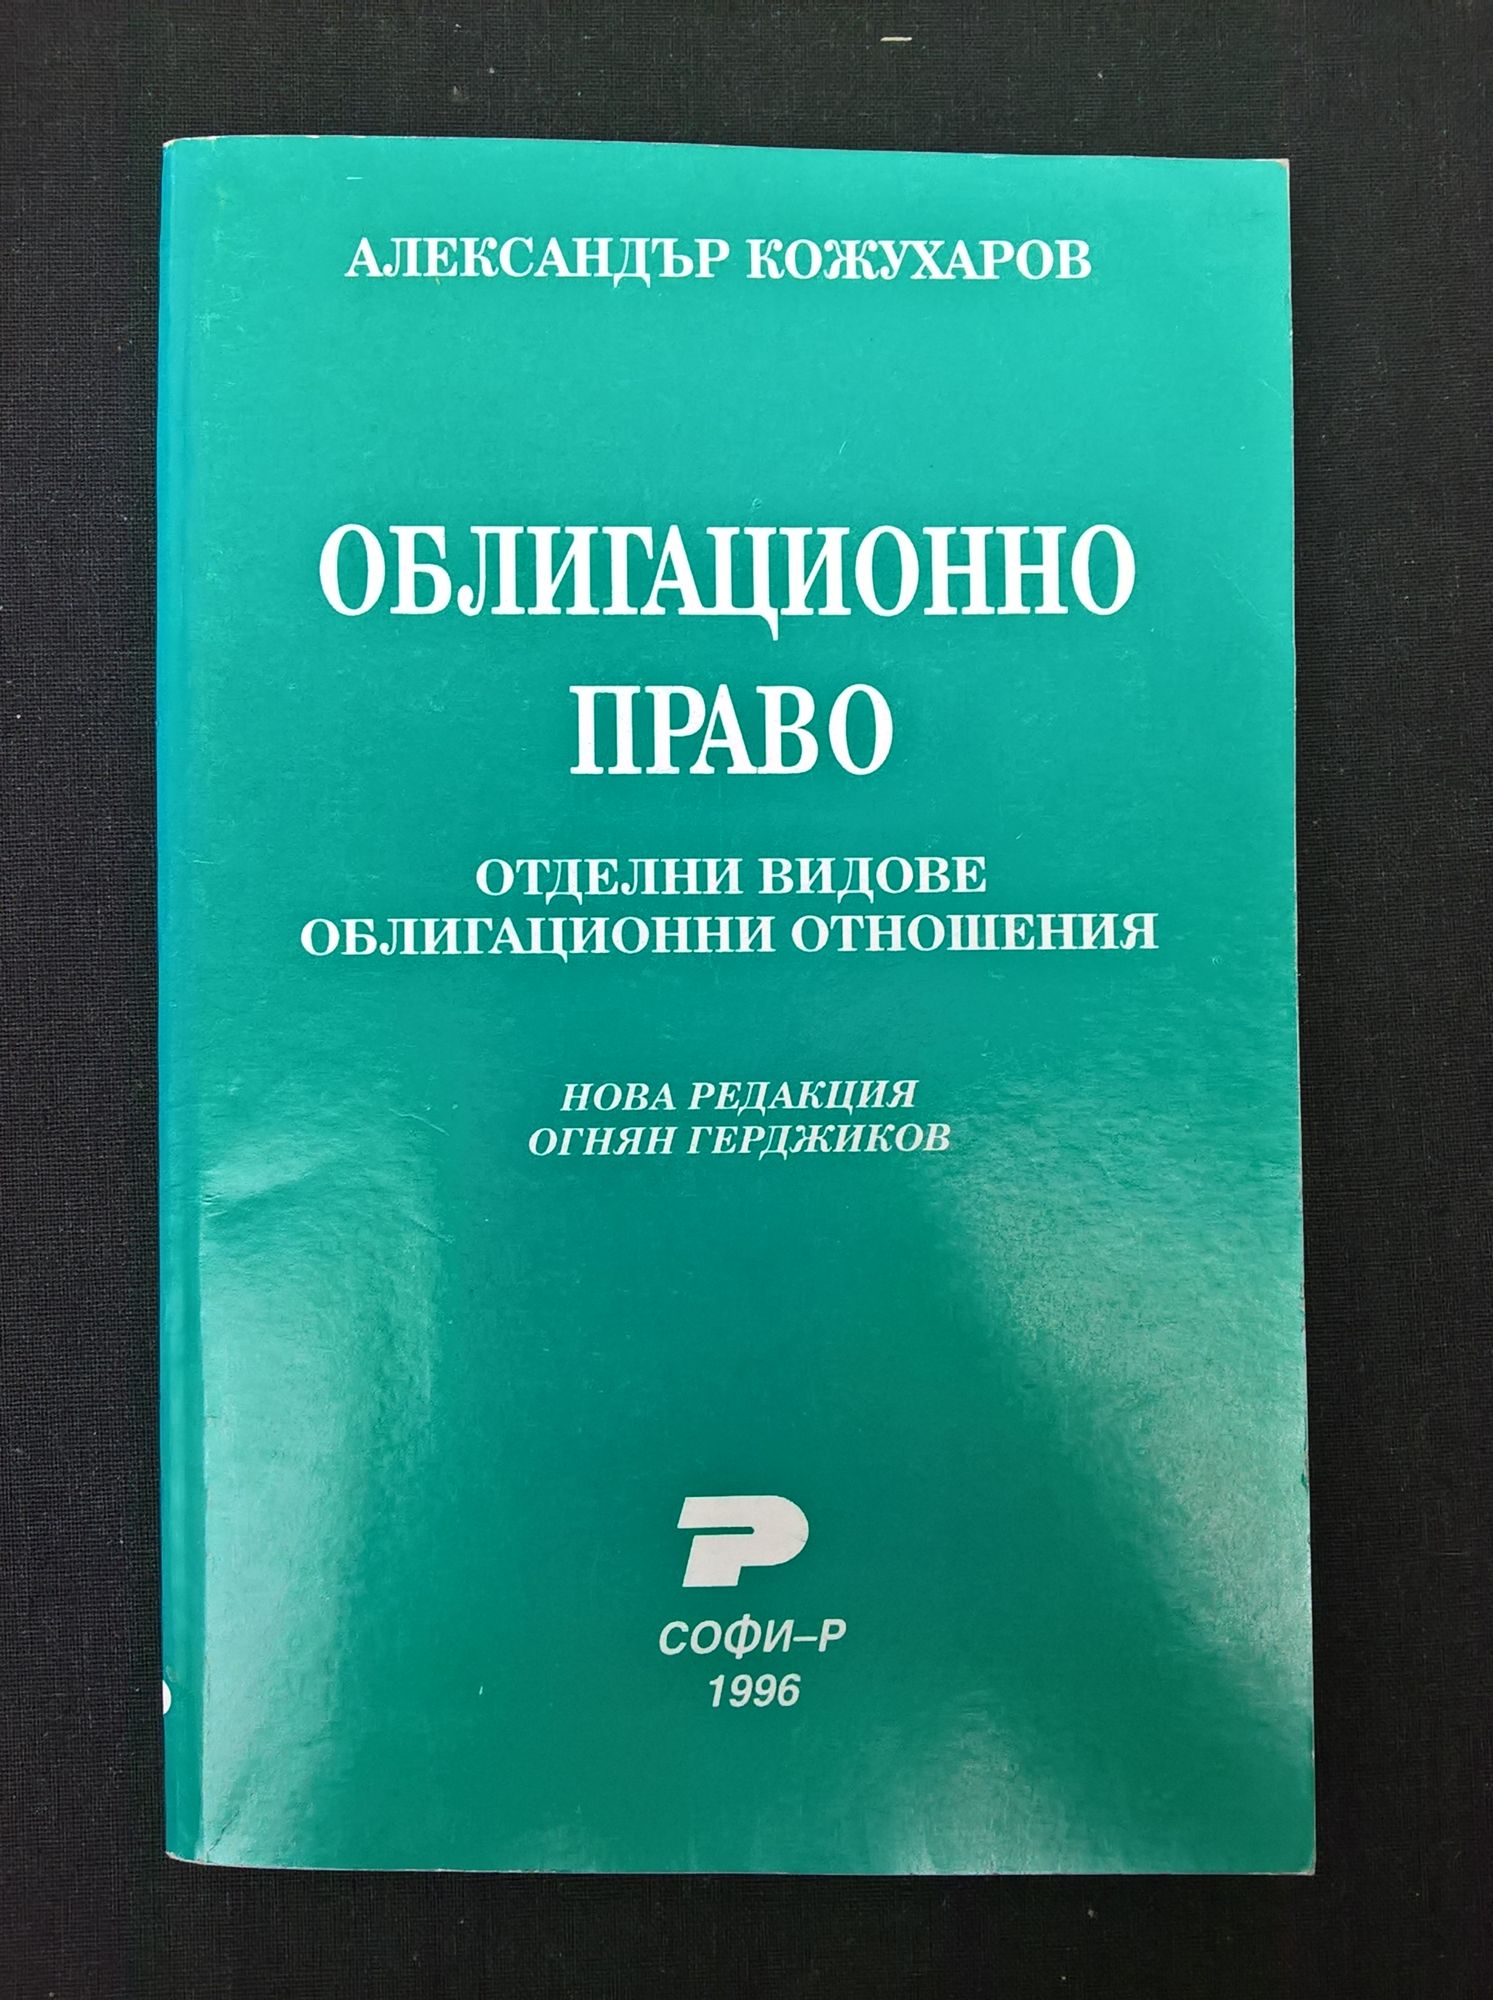 АЛЕКСАНДЪР КОЖУХАРОВ
ОБЛИГАЦИОННО
ПРАВО
ОТДЕЛНИ ВИДОВЕ
ОБЛИГАЦИОННИ ОТНОШЕНИЯ
НОВА РЕДАКЦИЯ
ОГНЯН ГЕРДЖИКОВ
Р
СОФИ–Р
1996